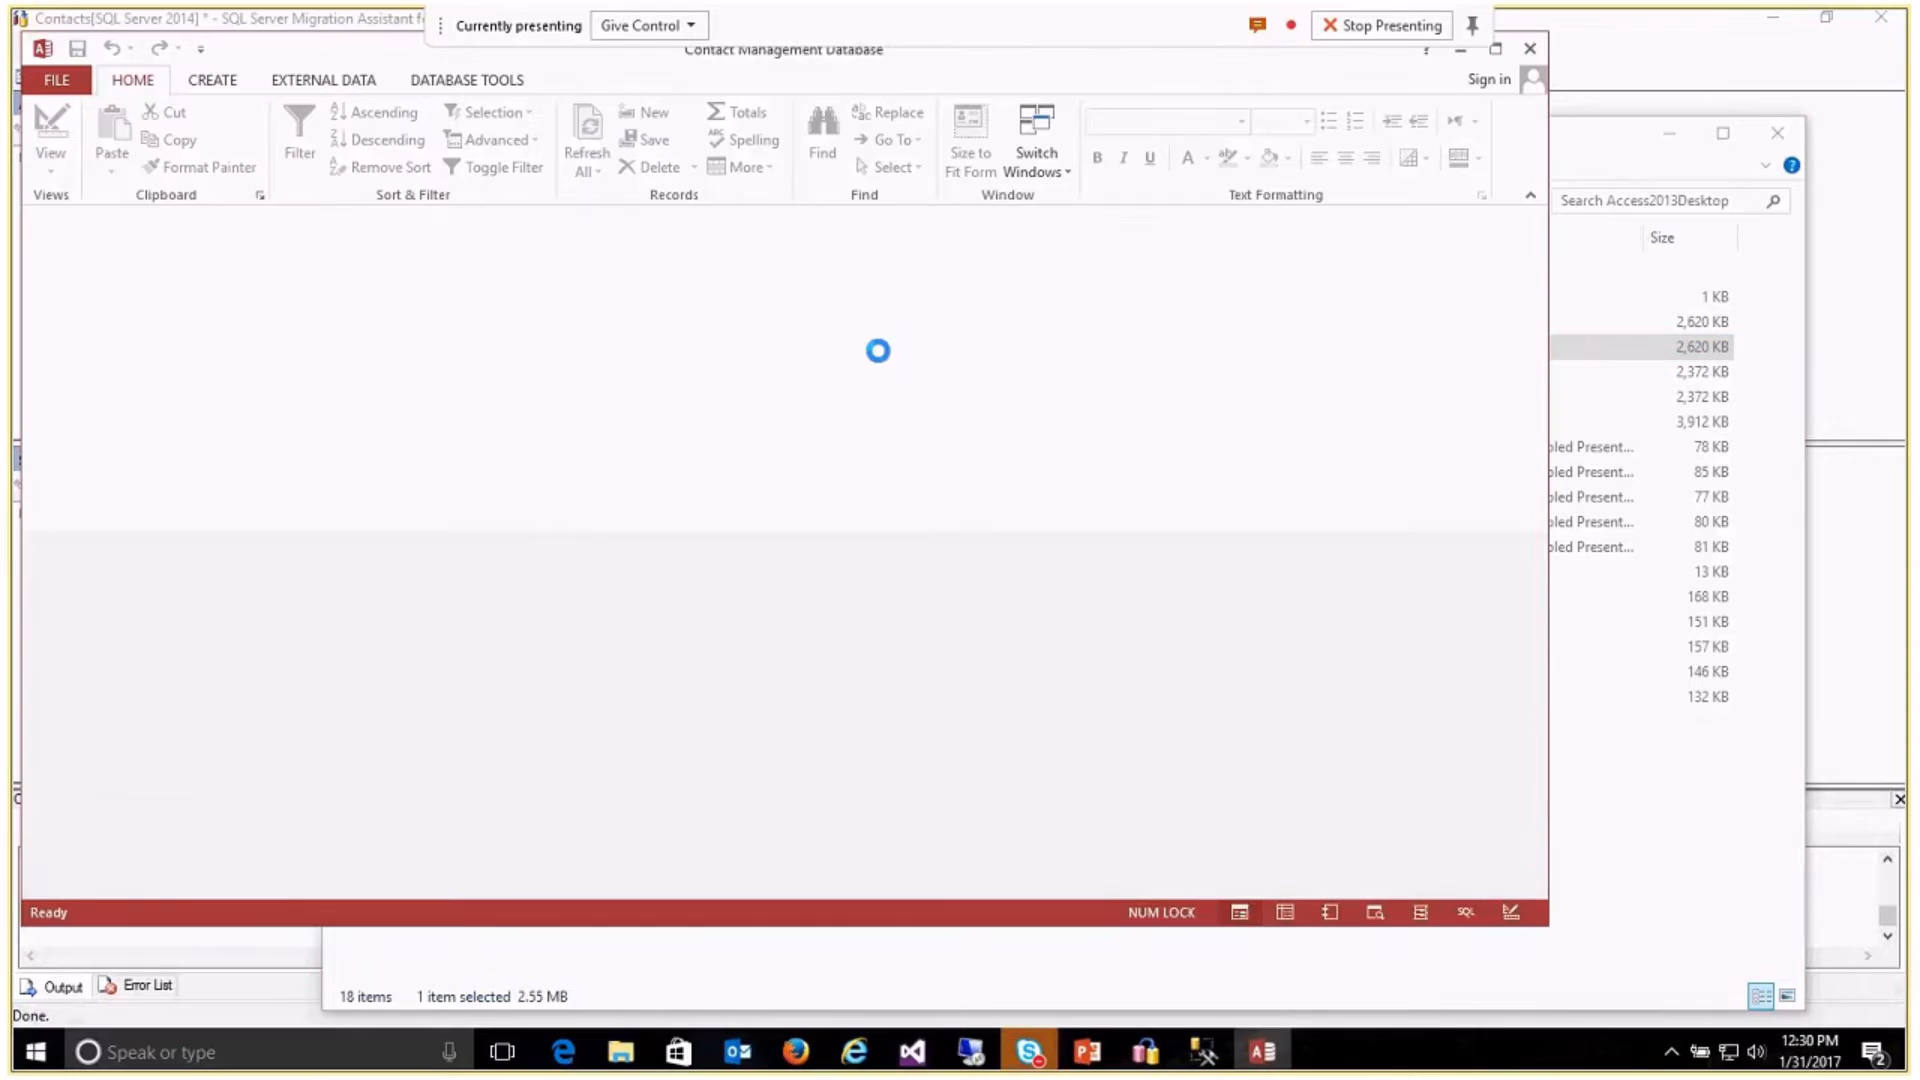 Contacts[SQL Server 2014] * - SQL Server Migration Assistant f
Currently presenting
Give Control
Stop Presenting
Contact Management Database
?
FILE
HOME
CREATE
EXTERNAL DATA
DATABASE TOOLS
Sign in
View
Views
Paste
Cut
Copy
Format Painter
Clipboard
Filter
Ascending
Descending
Remove Sort
Selection
Advanced
Toggle Filter
Sort & Filter
Refresh
All
New
Save
Delete
Totals
Spelling
More
Records
Find
Replace
Go To
Select
Find
Size to
Fit Form
Switch
Windows
Window
B I U A
Text Formatting
Search Access2013Desktop
Size
1 KB
2,620 KB
2,620 KB
2,372 KB
2,372 KB
3,912 KB
bled Present... 78 KB
bled Present... 85 KB
bled Present... 77 KB
bled Present... 80 KB
bled Present... 81 KB
13 KB
168 KB
151 KB
157 KB
146 KB
132 KB
Ready
NUM LOCK
SQL
Output
Error List
18 items 1 item selected 2.55 MB
Done.
Speak or type
12:30 PM
1/31/2017
2